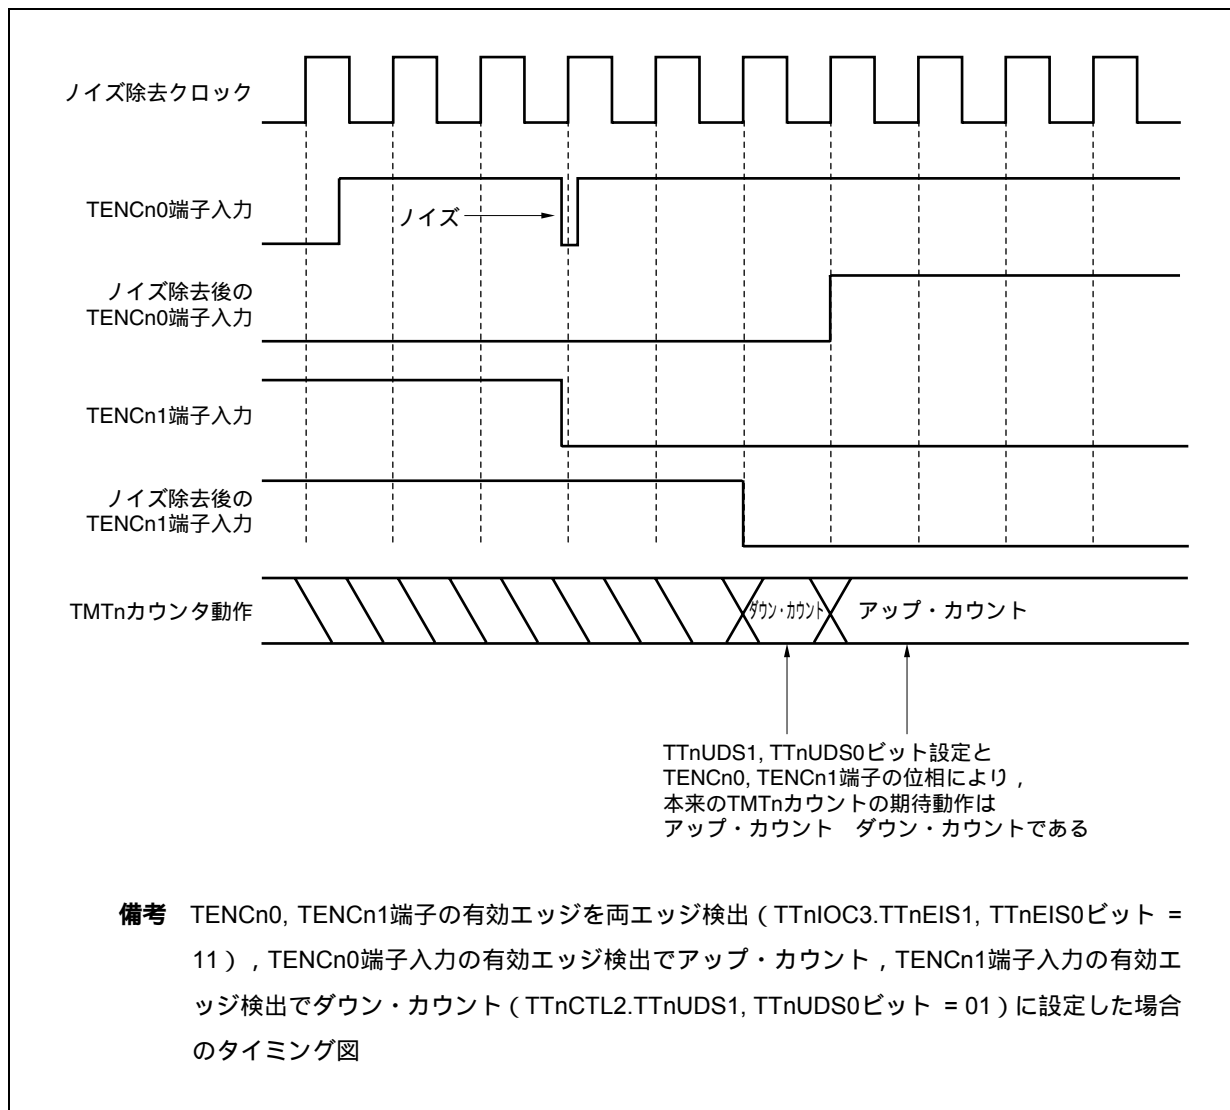 ノイズ除去クロック
TENCn0端子入力
ノイズ
ノイズ除去後の
TENCn0端子入力
TENCn1端子入力
ノイズ除去後の
TENCn1端子入力
TMTnカウンタ動作
ダウン・カウント
アップ・カウント
TTnUDS1, TTnUDS0ビット設定と
TENCn0, TENCn1端子の位相により，
本来のTMTnカウントの期待動作は
アップ・カウント　ダウン・カウントである
備考　TENCn0, TENCn1端子の有効エッジを両エッジ検出（TTnIOC3.TTnEIS1, TTnEIS0ビット =
11），TENCn0端子入力の有効エッジ検出でアップ・カウント，TENCn1端子入力の有効エ
ッジ検出でダウン・カウント（TTnCTL2.TTnUDS1, TTnUDS0ビット = 01）に設定した場合
のタイミング図